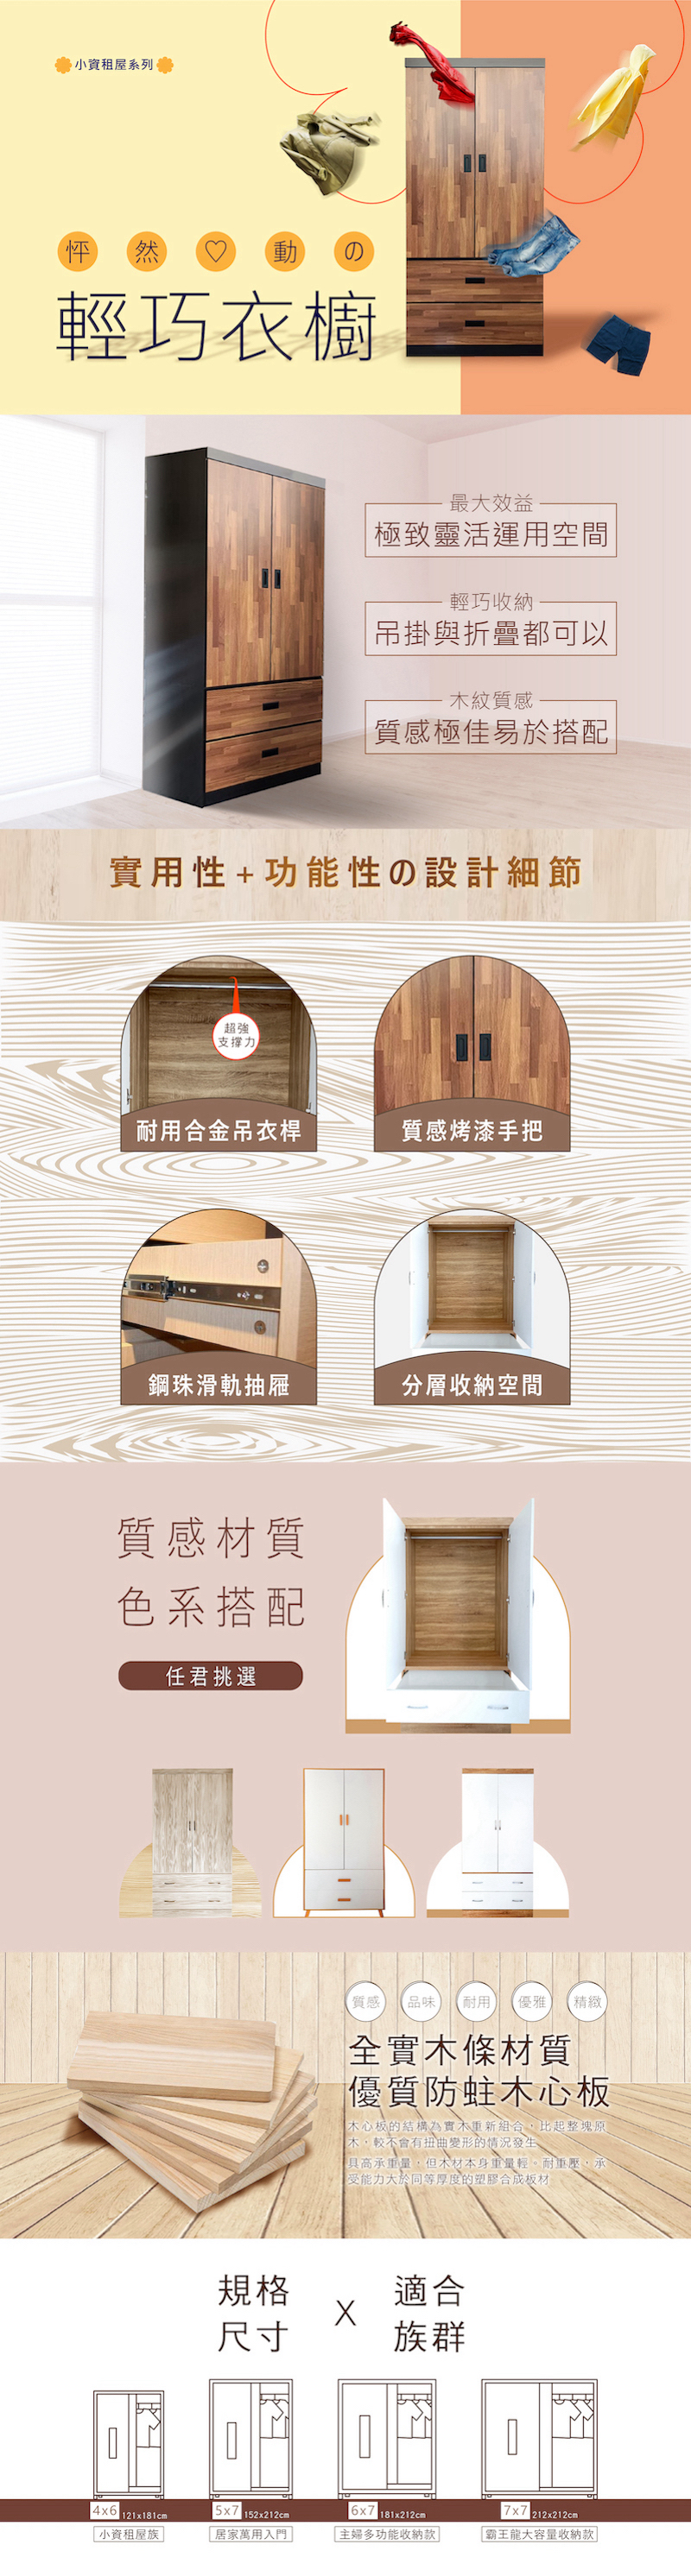 小資租屋系列
怦然♡動の
輕巧衣櫥
最大效益
極致靈活運用空間
輕巧收納
吊掛與折疊都可以
木紋質感
質感極佳易於搭配
實用性+功能性の設計細節
超強
支撐力
耐用合金吊衣桿
質感烤漆手把
鋼珠滑軌抽屜
分層收納空間
質感材質
色系搭配
任君挑選
質感 品味 耐用 優雅 精緻
全實木條材質
優質防蛀木心板
木心板的結構為實木重新組合，比起整塊原
木，較不會有扭曲變形的情況發生
具高承重量，但木材本身重量輕。耐重壓，承
受能力大於同等厚度的塑膠合成板材
規格
尺寸
X
適合
族群
4x6 121x181cm
小資租屋族
5x7 152x212cm
居家萬用入門
6x7 181x212cm
主婦多功能收納款
7x7 212x212cm
霸王龍大容量收納款